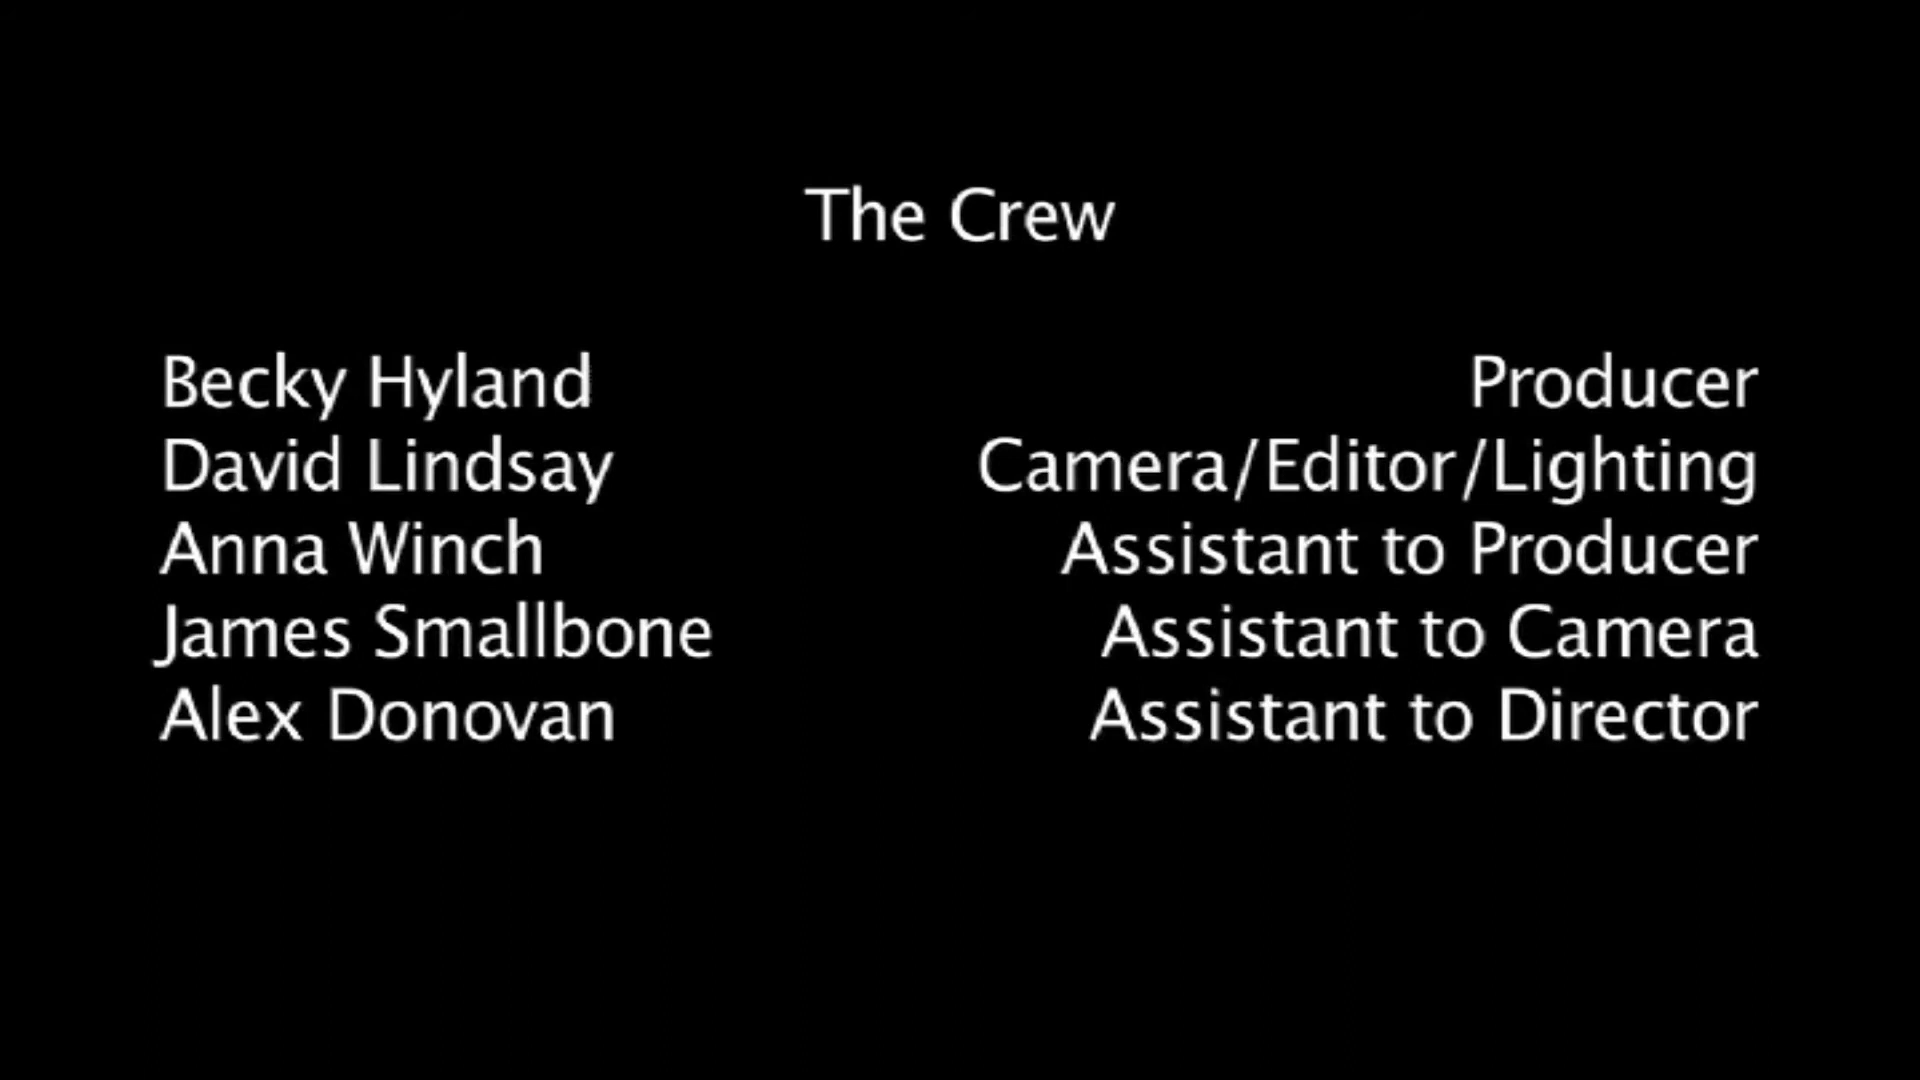 The Crew
Becky Hyland Producer
David Lindsay Camera/Editor/Lighting
Anna Winch Assistant to Producer
James Smallbone Assistant to Camera
Alex Donovan Assistant to Director